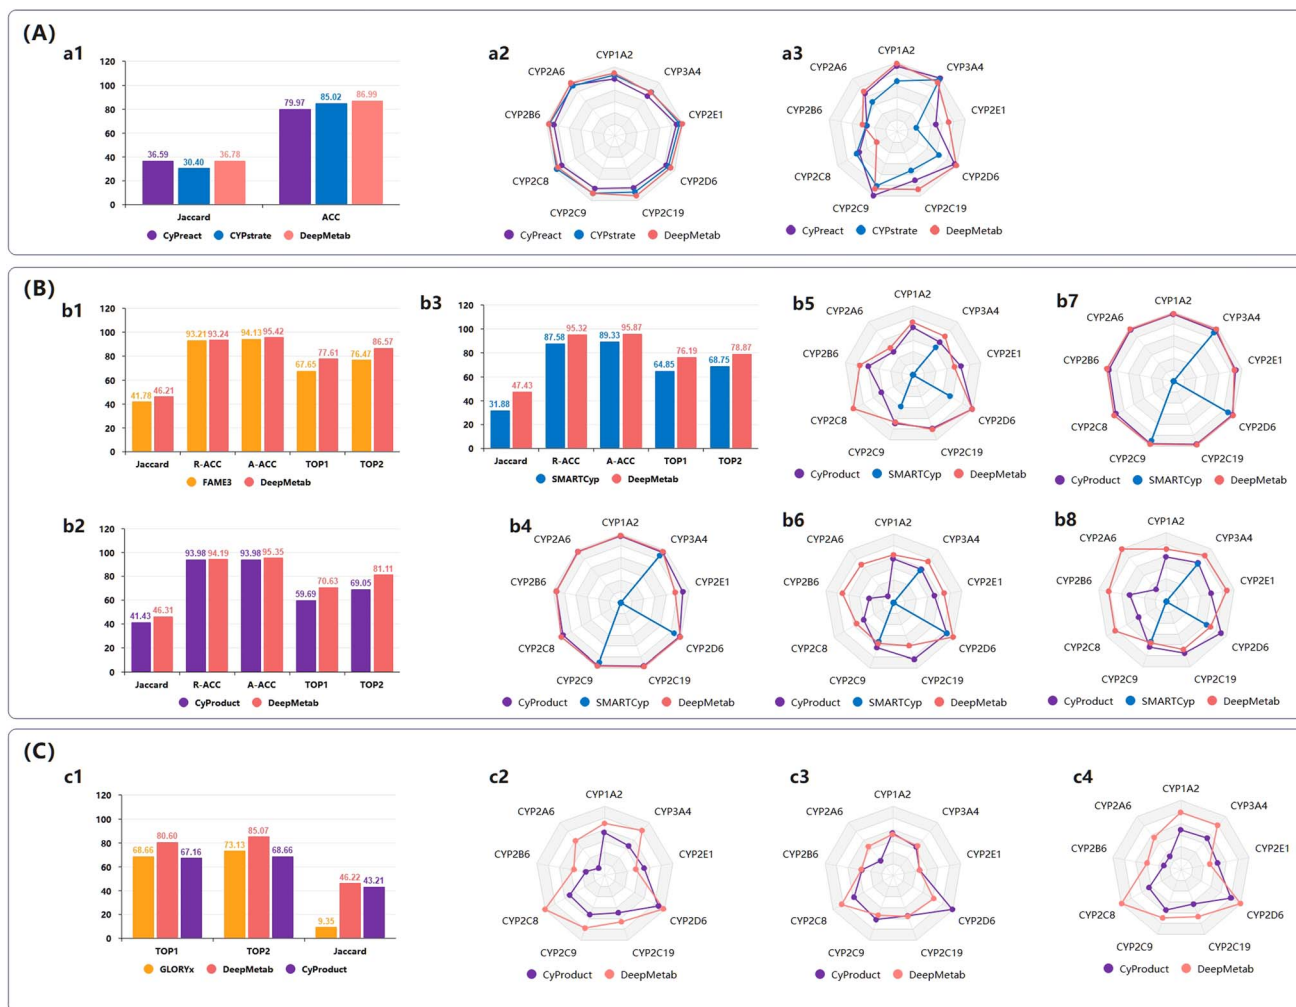 (A)
a1
120
100
80
60
40
20
0
36.59 30.40 36.78
79.97 85.02 86.99
Jaccard ACC
CyPreact CYPstrate DeepMetab
a2
CYP1A2
CYP3A4
CYP2E1
CYP2D6
CYP2C19
CYP2C9
CYP2C8
CYP2B6
CYP2A6
CyPreact CYPstrate DeepMetab
a3
CYP1A2
CYP3A4
CYP2E1
CYP2D6
CYP2C19
CYP2C9
CYP2C8
CYP2B6
CYP2A6
CyPreact CYPstrate DeepMetab
(B)
b1
120
100
80
60
40
20
0
41.78 46.21
93.21 93.24
94.13 95.42
67.65 77.61
76.47 86.57
Jaccard R-ACC A-ACC TOP1 TOP2
FAME3 DeepMetab
b3
120
100
80
60
40
20
0
31.88 47.43
87.58 95.32
89.33 95.87
64.85 76.19
68.75 78.87
Jaccard R-ACC A-ACC TOP1 TOP2
SMARTCyp DeepMetab
b5
CYP1A2
CYP3A4
CYP2E1
CYP2D6
CYP2C19
CYP2C9
CYP2C8
CYP2B6
CYP2A6
CyProduct SMARTCyp DeepMetab
b7
CYP1A2
CYP3A4
CYP2E1
CYP2D6
CYP2C19
CYP2C9
CYP2C8
CYP2B6
CYP2A6
CyProduct SMARTCyp DeepMetab
b2
120
100
80
60
40
20
0
41.43 46.31
93.98 94.19
93.98 95.35
59.69 70.63
69.05 81.11
Jaccard R-ACC A-ACC TOP1 TOP2
CyProduct DeepMetab
b4
CYP1A2
CYP3A4
CYP2E1
CYP2D6
CYP2C19
CYP2C9
CYP2C8
CYP2B6
CYP2A6
CyProduct SMARTCyp DeepMetab
b6
CYP1A2
CYP3A4
CYP2E1
CYP2D6
CYP2C19
CYP2C9
CYP2C8
CYP2B6
CYP2A6
CyProduct SMARTCyp DeepMetab
b8
CYP1A2
CYP3A4
CYP2E1
CYP2D6
CYP2C19
CYP2C9
CYP2C8
CYP2B6
CYP2A6
CyProduct SMARTCyp DeepMetab
(C)
c1
120
100
80
60
40
20
0
68.66 80.60 67.16
73.13 85.07 68.66
9.35 46.22 43.21
TOP1 TOP2 Jaccard
GLORYx DeepMetab CyProduct
c2
CYP1A2
CYP3A4
CYP2E1
CYP2D6
CYP2C19
CYP2C9
CYP2C8
CYP2B6
CYP2A6
CyProduct DeepMetab
c3
CYP1A2
CYP3A4
CYP2E1
CYP2D6
CYP2C19
CYP2C9
CYP2C8
CYP2B6
CYP2A6
CyProduct DeepMetab
c4
CYP1A2
CYP3A4
CYP2E1
CYP2D6
CYP2C19
CYP2C9
CYP2C8
CYP2B6
CYP2A6
CyProduct DeepMetab